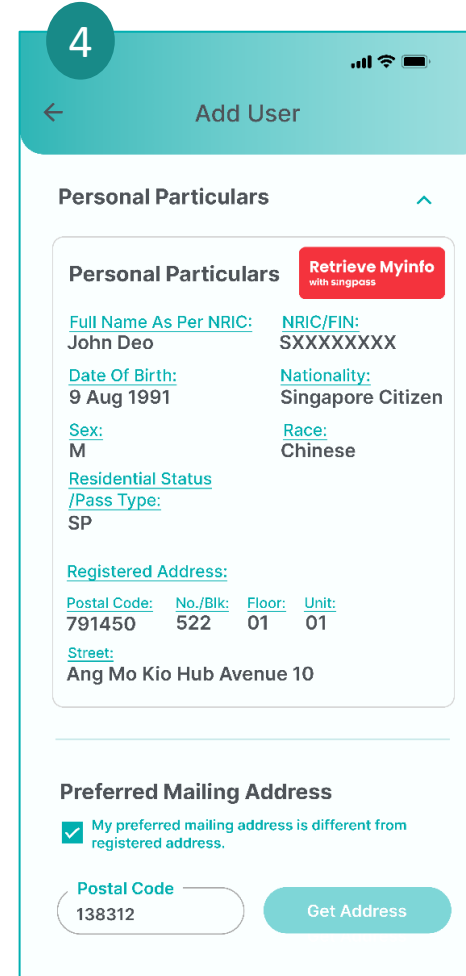 4
Add User
Personal Particulars
Personal Particulars
Retrieve Myinfo
with singpass
Full Name As Per NRIC: NRIC/FIN:
John Deo SXXXXXXXX
Date Of Birth: Nationality:
9 Aug 1991 Singapore Citizen
Sex: Race:
M Chinese
Residential Status
/Pass Type:
SP
Registered Address:
Postal Code: No./Blk: Floor: Unit:
791450 522 01 01
Street:
Ang Mo Kio Hub Avenue 10
Preferred Mailing Address
My preferred mailing address is different from
registered address.
Postal Code
138312 Get Address